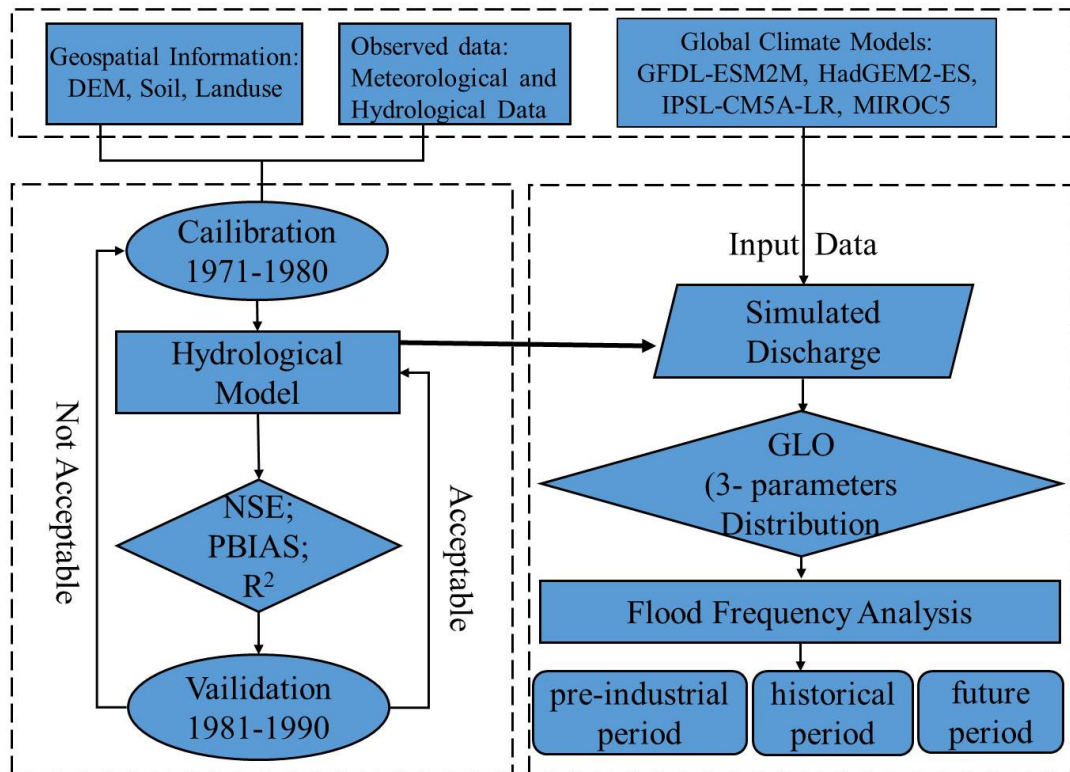 Geospatial Information:
DEM, Soil, Landuse
Observed data:
Meteorological and
Hydrological Data
Global Climate Models:
GFDL-ESM2M, HadGEM2-ES,
IPSL-CM5A-LR, MIROC5
Cailibration
1971-1980
Hydrological
Model
NSE;
PBIAS;
R²
Vailidation
1981-1990
Not Acceptable
Acceptable
Input Data
Simulated
Discharge
GLO
(3- parameters
Distribution
Flood Frequency Analysis
pre-industrial
period
historical
period
future
period